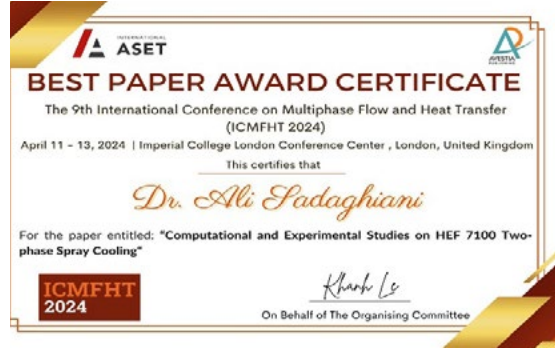 INTERNATIONAL
ASET
AVESTIA
BEST PAPER AWARD CERTIFICATE
The 9th International Conference on Multiphase Flow and Heat Transfer
(ICMFHT 2024)
April 11 - 13, 2024 | Imperial College London Conference Center , London, United Kingdom
This certifies that
Dr. Ali Sadaghiani
For the paper entitled: "Computational and Experimental Studies on HEF 7100 Two-
phase Spray Cooling"
ICMFHT
2024
Khanh Le
On Behalf of The Organising Committee